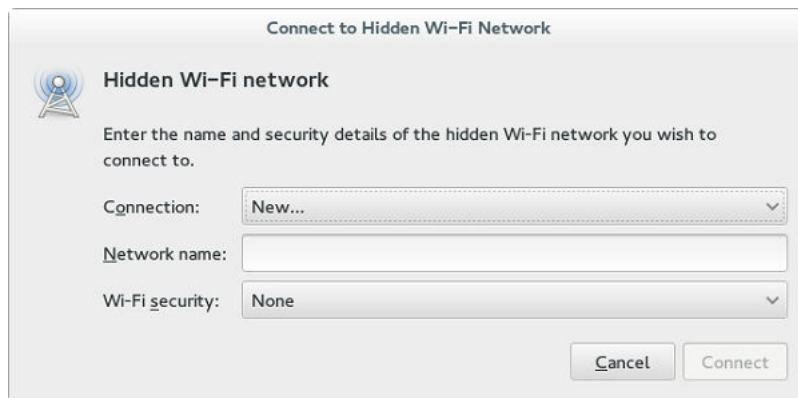 Connect to Hidden Wi-Fi Network
Hidden Wi-Fi network
Enter the name and security details of the hidden Wi-Fi network you wish to
connect to.
Connection: New...
Network name:
Wi-Fi security: None
Cancel Connect